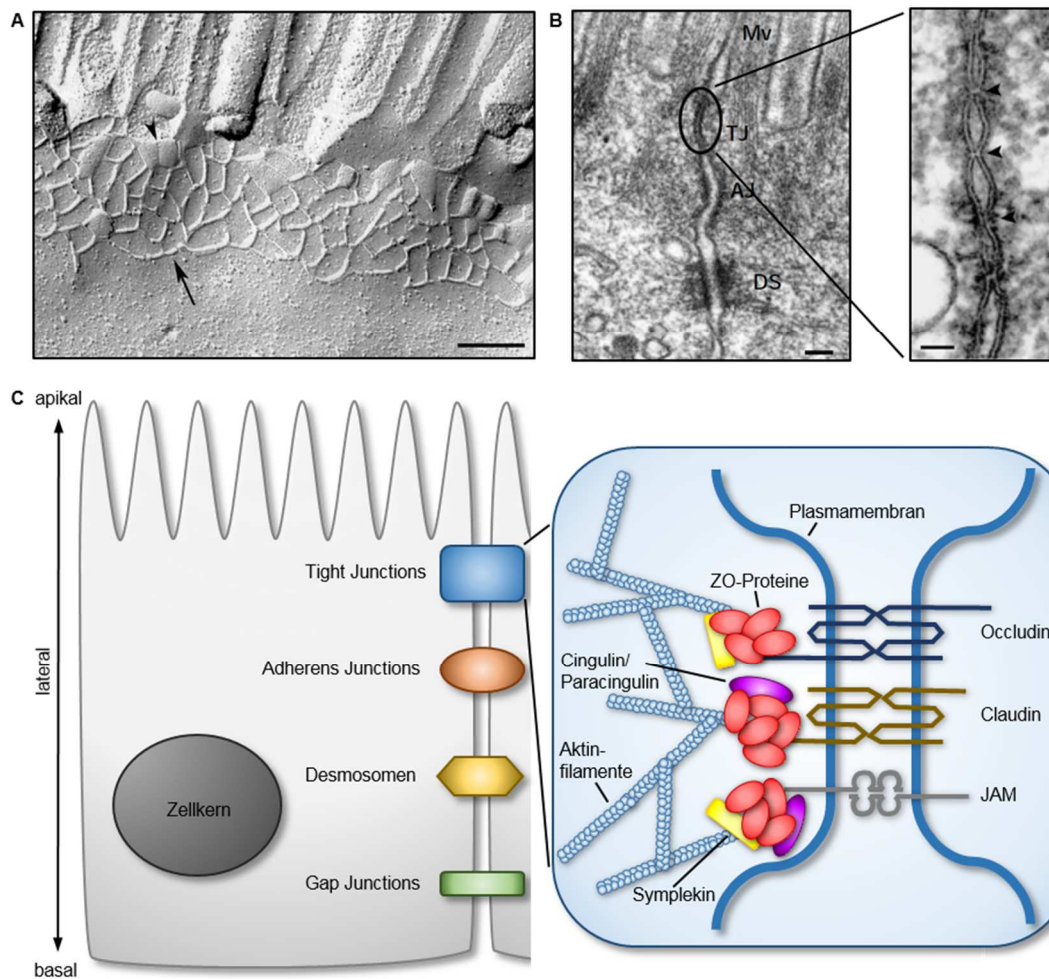 A
B
Mv
TJ
AJ
DS
C
apikal
lateral
basal
Tight Junctions
Adherens Junctions
Desmosomen
Zellkern
Gap Junctions
Plasmamembran
ZO-Proteine
Occludin
Cingulin/
Paracingulin
Claudin
Aktin-
filamente
JAM
Symplekin